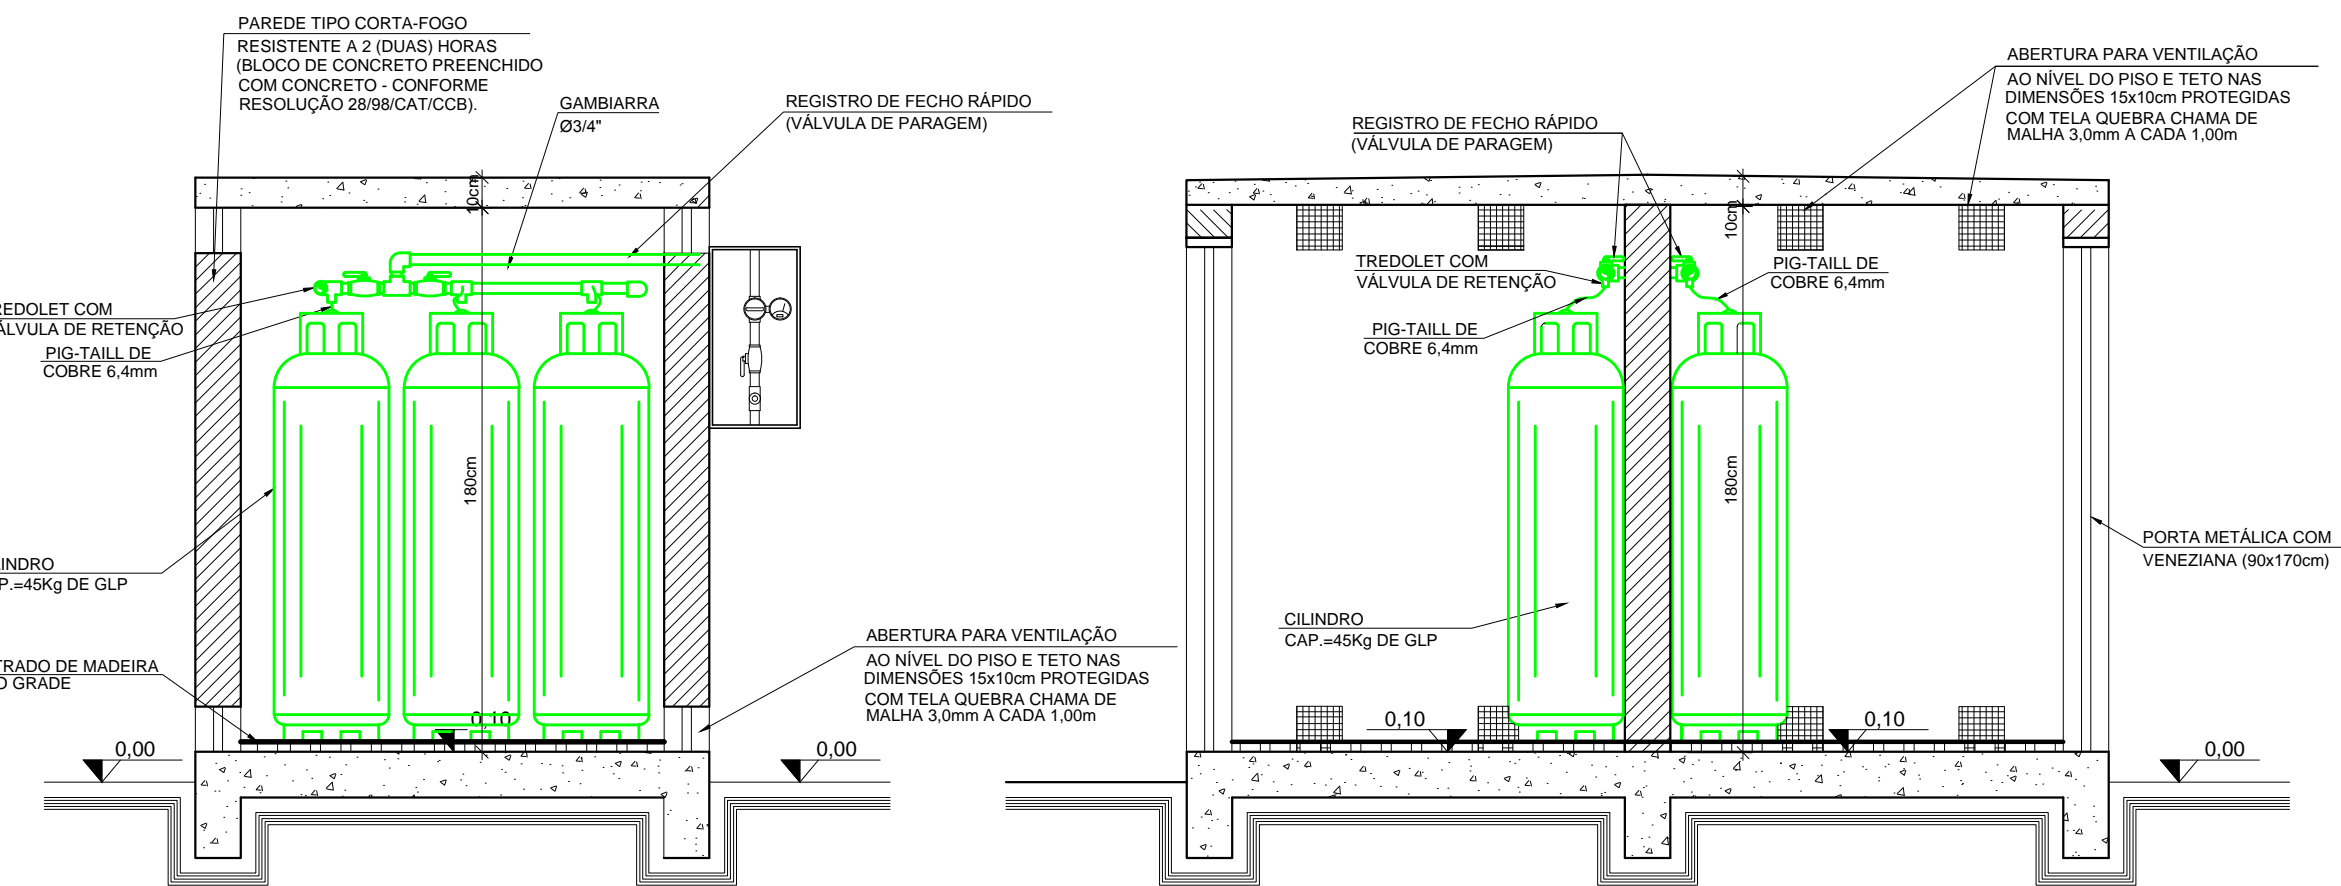 PAREDE TIPO CORTA-FOGO
RESISTENTE A 2 (DUAS) HORAS
(BLOCO DE CONCRETO PREENCHIDO
COM CONCRETO - CONFORME
RESOLUÇÃO 28/98/CAT/CCB).
GAMBIARRA
Ø3/4"
REGISTRO DE FECHO RÁPIDO
(VÁLVULA DE PARAGEM)
10cm
REDOLET COM
ÁLVULA DE RETENÇÃO
PIG-TAILL DE
COBRE 6,4mm
180cm
LINDRO
P.=45Kg DE GLP
TRADO DE MADEIRA
O GRADE
0,10
0,00
0,00
ABERTURA PARA VENTILAÇÃO
AO NÍVEL DO PISO E TETO NAS
DIMENSÕES 15x10cm PROTEGIDAS
COM TELA QUEBRA CHAMA DE
MALHA 3,0mm A CADA 1,00m
REGISTRO DE FECHO RÁPIDO
(VÁLVULA DE PARAGEM)
ABERTURA PARA VENTILAÇÃO
AO NÍVEL DO PISO E TETO NAS
DIMENSÕES 15x10cm PROTEGIDAS
COM TELA QUEBRA CHAMA DE
MALHA 3,0mm A CADA 1,00m
10cm
TREDOLET COM
VÁLVULA DE RETENÇÃO
PIG-TAILL DE
COBRE 6,4mm
PIG-TAILL DE
COBRE 6,4mm
180cm
PORTA METÁLICA COM
VENEZIANA (90x170cm)
CILINDRO
CAP.=45Kg DE GLP
0,10
0,10
0,00